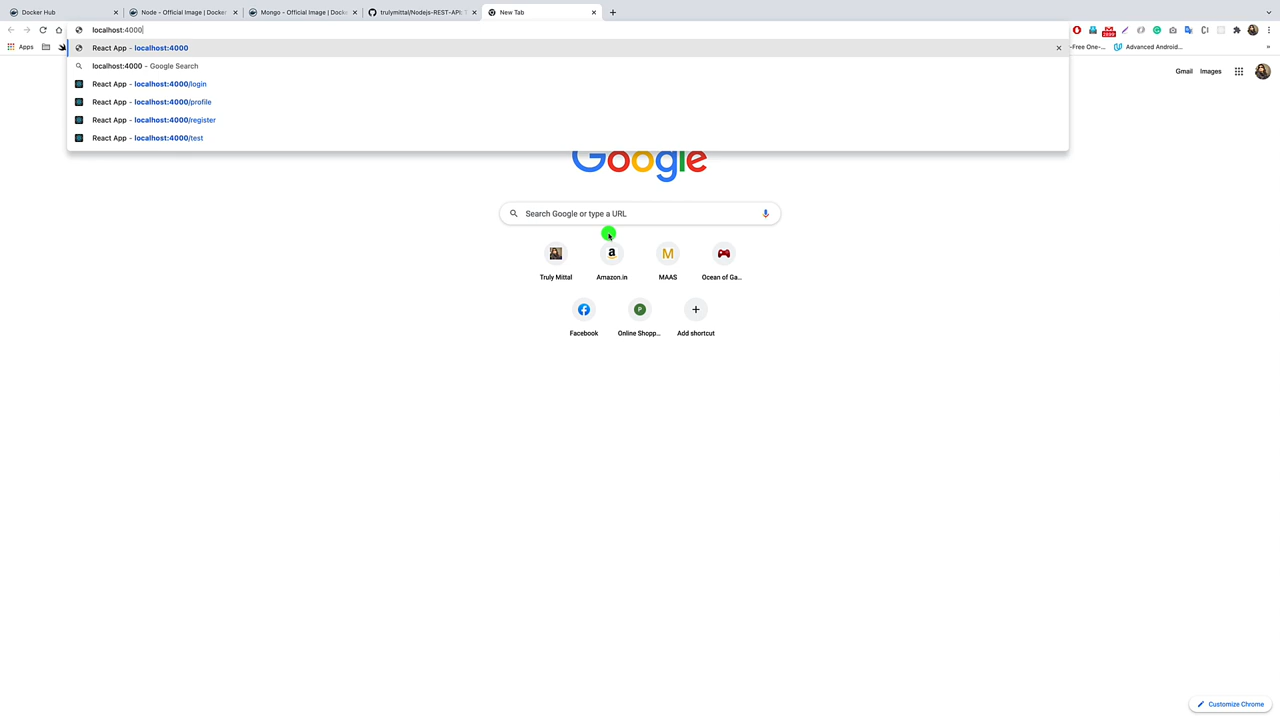 Docker Hub
Node - Official Image | Docker
Mongo - Official Image | Docke
trulymittal/Nodejs-REST-API: T
New Tab
localhost:4000
Apps
-Free One-...
Advanced Android...
»
React App - localhost:4000
localhost:4000 - Google Search
React App - localhost:4000/login
React App - localhost:4000/profile
React App - localhost:4000/register
React App - localhost:4000/test
Gmail
Images
Google
Search Google or type a URL
Truly Mittal
Amazon.in
MAAS
Ocean of Ga...
Facebook
Online Shopp...
Add shortcut
Customize Chrome